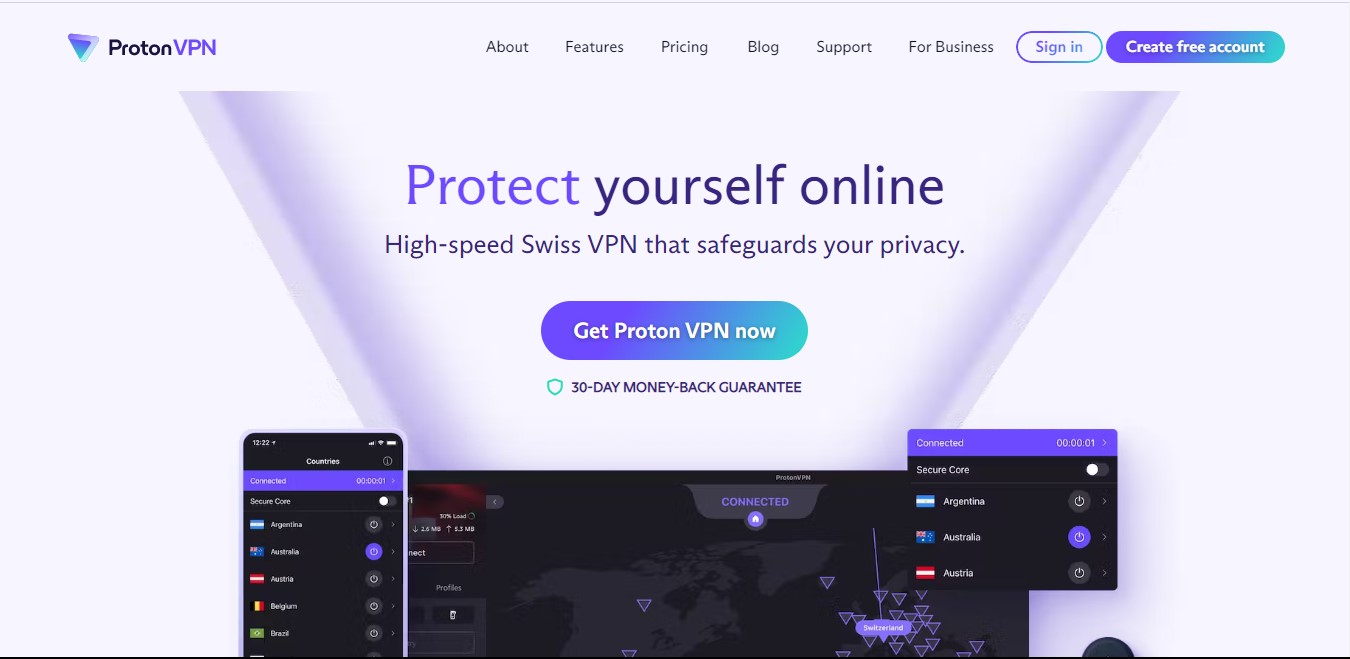 ProtonVPN
About Features Pricing Blog Support For Business Sign in Create free account
Protect yourself online
High-speed Swiss VPN that safeguards your privacy.
Get Proton VPN now
30-DAY MONEY-BACK GUARANTEE
12:22
Countries
Connected 00:00:01
Secure Core
Argentina
Australia
Austria
Belgium
Brazil
30% Load
2.6 MB 5.3 MB
Profiles
ProtonVPN
CONNECTED
Switzerland
Connected 00:00:01
Secure Core
Argentina
Australia
Austria